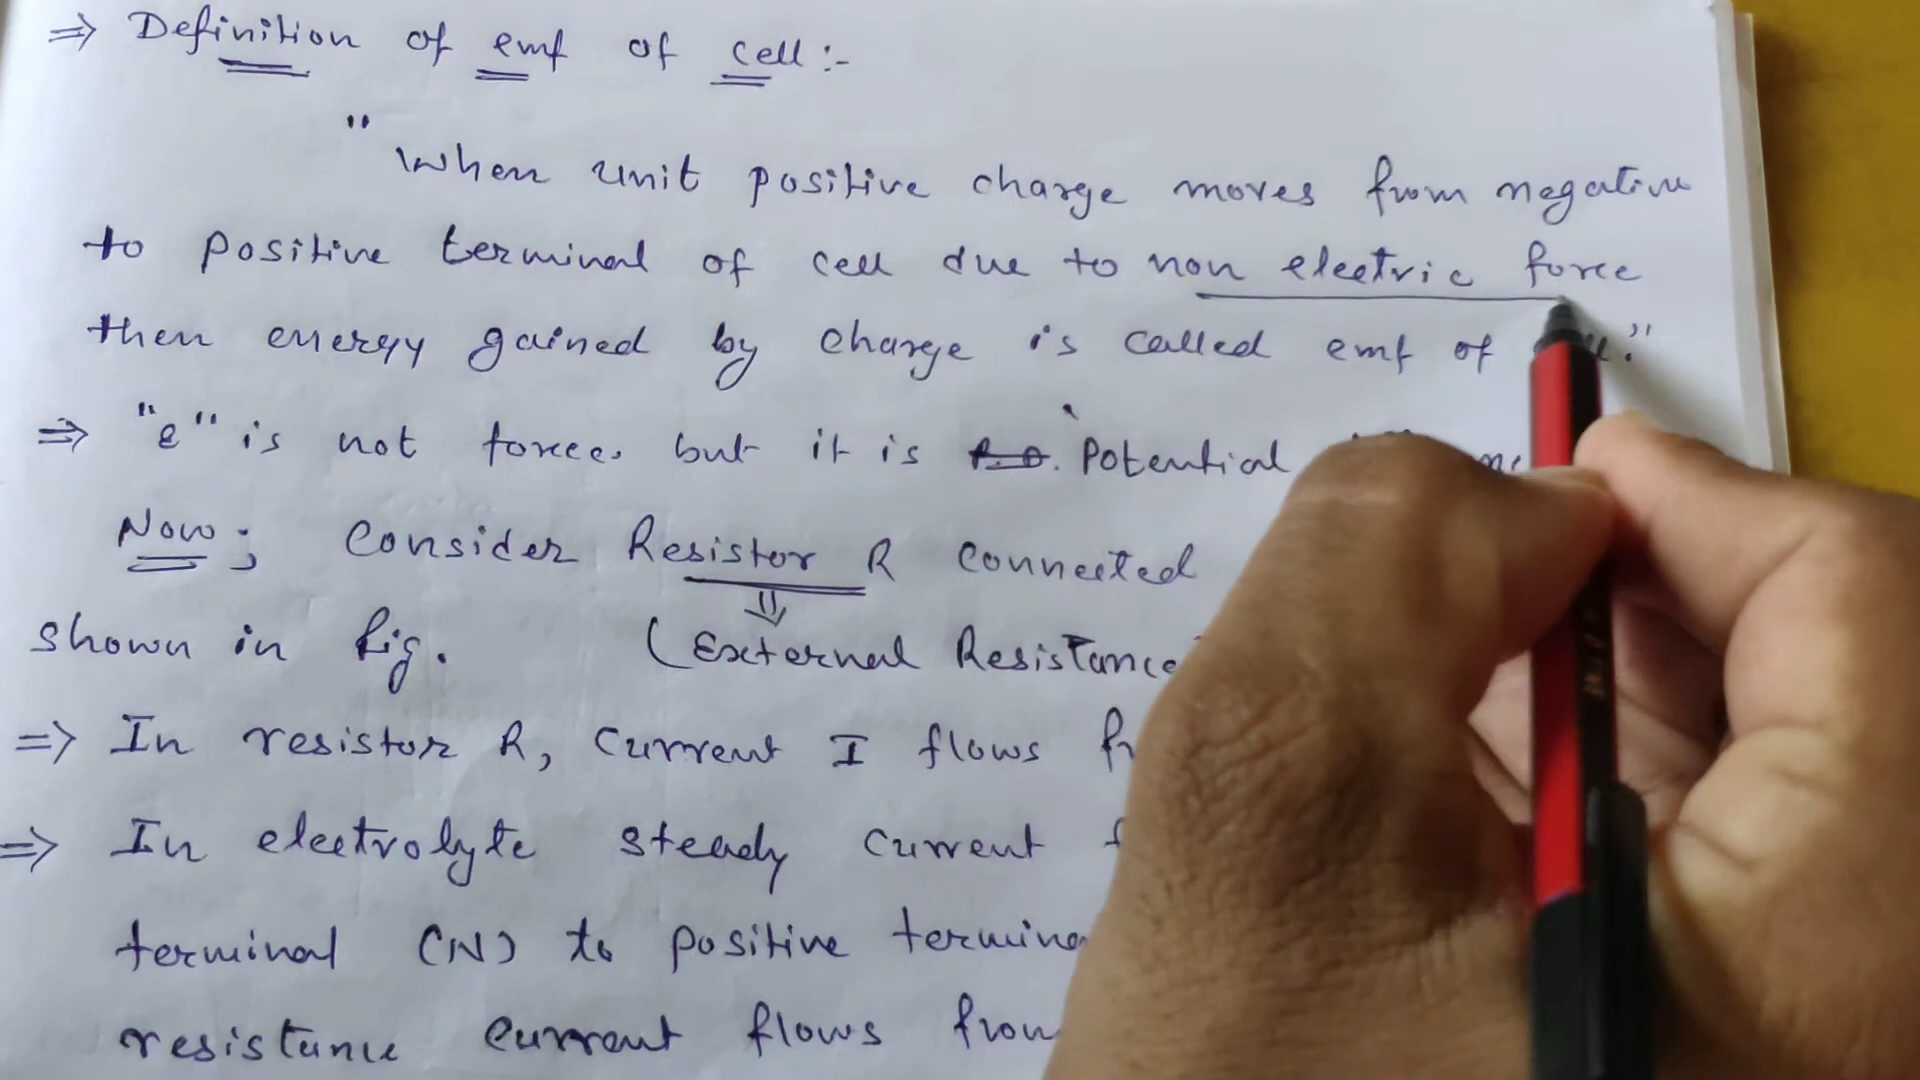 ⇒ Definition of emf of cell :-
"When unit positive charge moves from negative
to positive terminal of cell due to non electric force
then energy gained by charge is called emf of
⇒ "ε" is not force. but it is Potential
Now ; Consider Resistor R connected
shown in fig. (External Resistance
⇒ In resistor R, current I flows
⇒ In electrolyte steady current
terminal (N) to positive
resistance current flows from